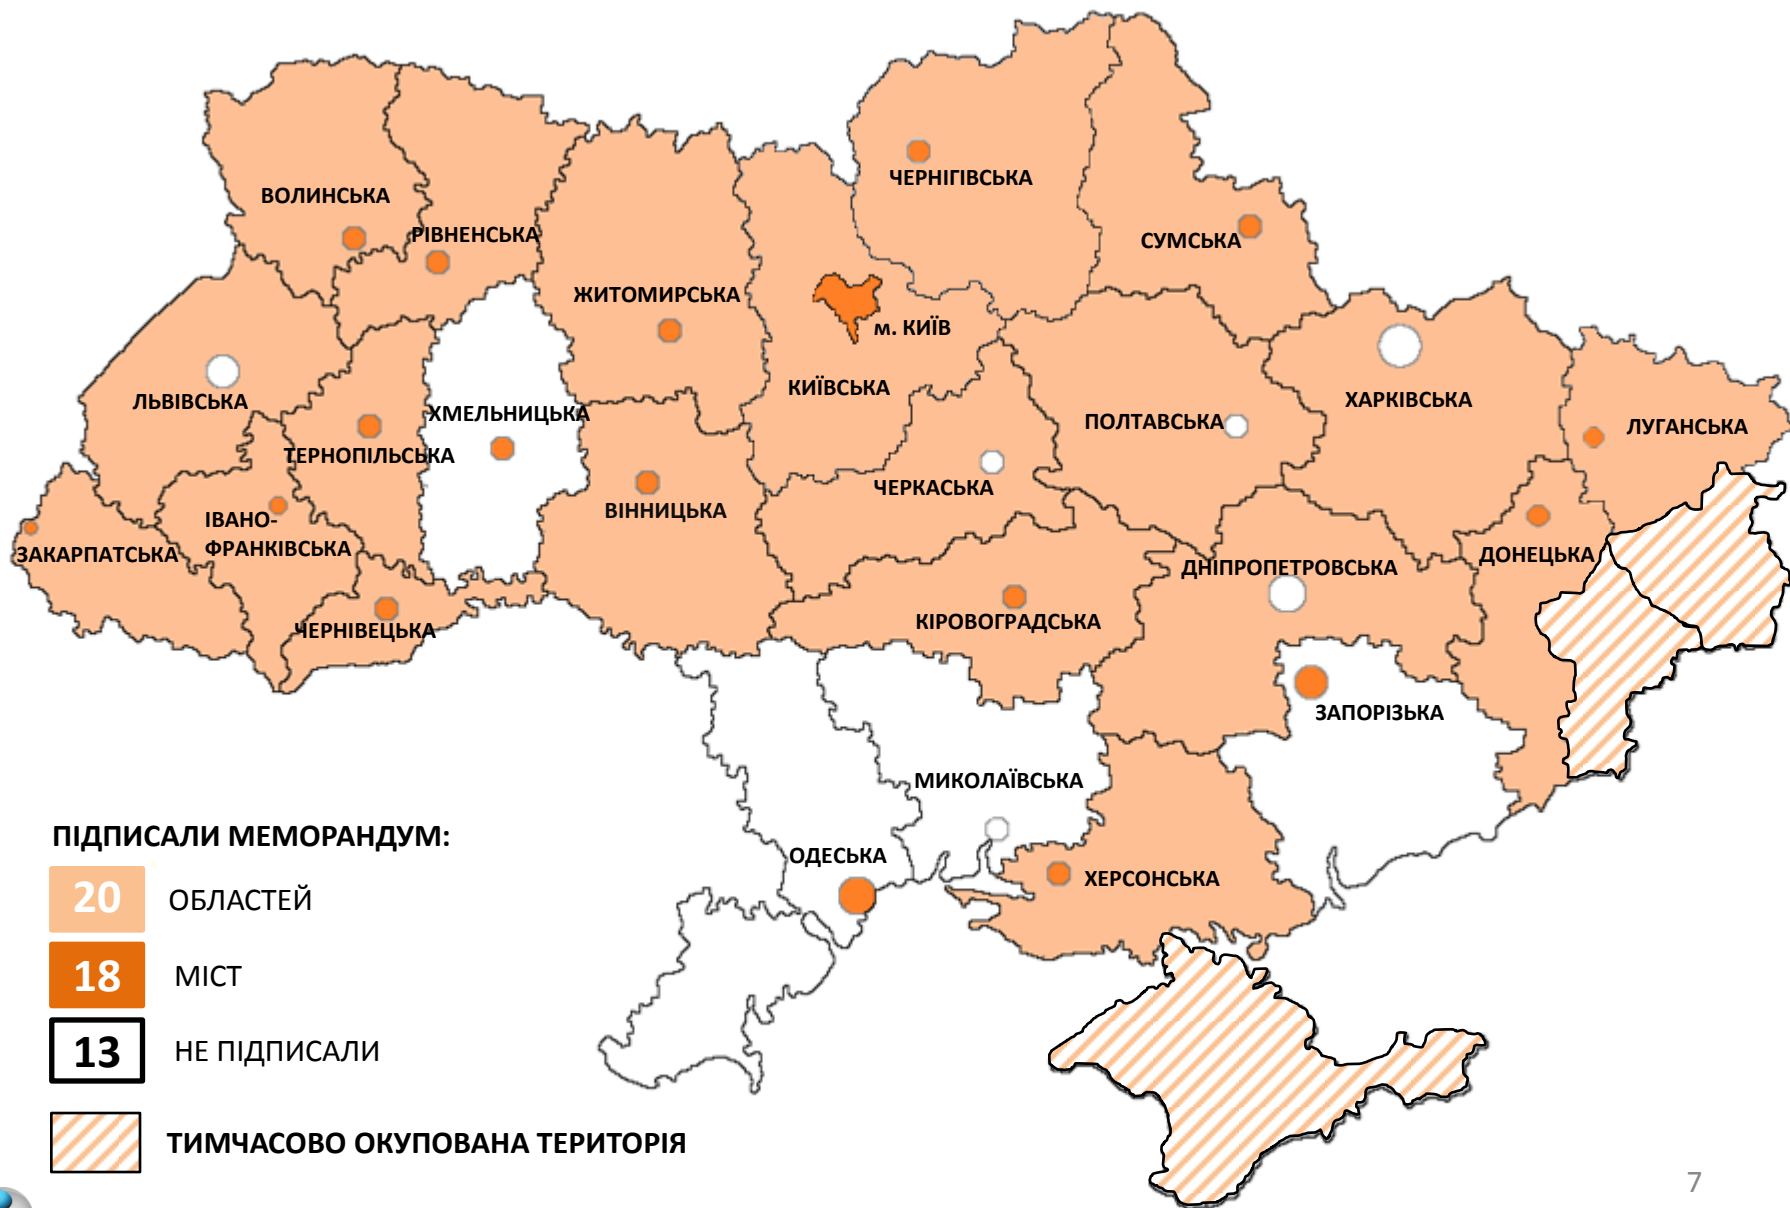 ВОЛИНСЬКА
РІВНЕНСЬКА
ЖИТОМИРСЬКА
ЧЕРНІГІВСЬКА
СУМСЬКА
м. КИЇВ
КИЇВСЬКА
ЛЬВІВСЬКА
ТЕРНОПІЛЬСЬКА
ХМЕЛЬНИЦЬКА
ВІННИЦЬКА
ЧЕРКАСЬКА
ПОЛТАВСЬКА
ХАРКІВСЬКА
ЛУГАНСЬКА
ЗАКАРПАТСЬКА
ІВАНО-
ФРАНКІВСЬКА
ЧЕРНІВЕЦЬКА
КІРОВОГРАДСЬКА
ДНІПРОПЕТРОВСЬКА
ДОНЕЦЬКА
ЗАПОРІЗЬКА
МИКОЛАЇВСЬКА
ОДЕСЬКА
ХЕРСОНСЬКА
ПІДПИСАЛИ МЕМОРАНДУМ:
20 ОБЛАСТЕЙ
18 МІСТ
13 НЕ ПІДПИСАЛИ
ТИМЧАСОВО ОКУПОВАНА ТЕРИТОРІЯ
7